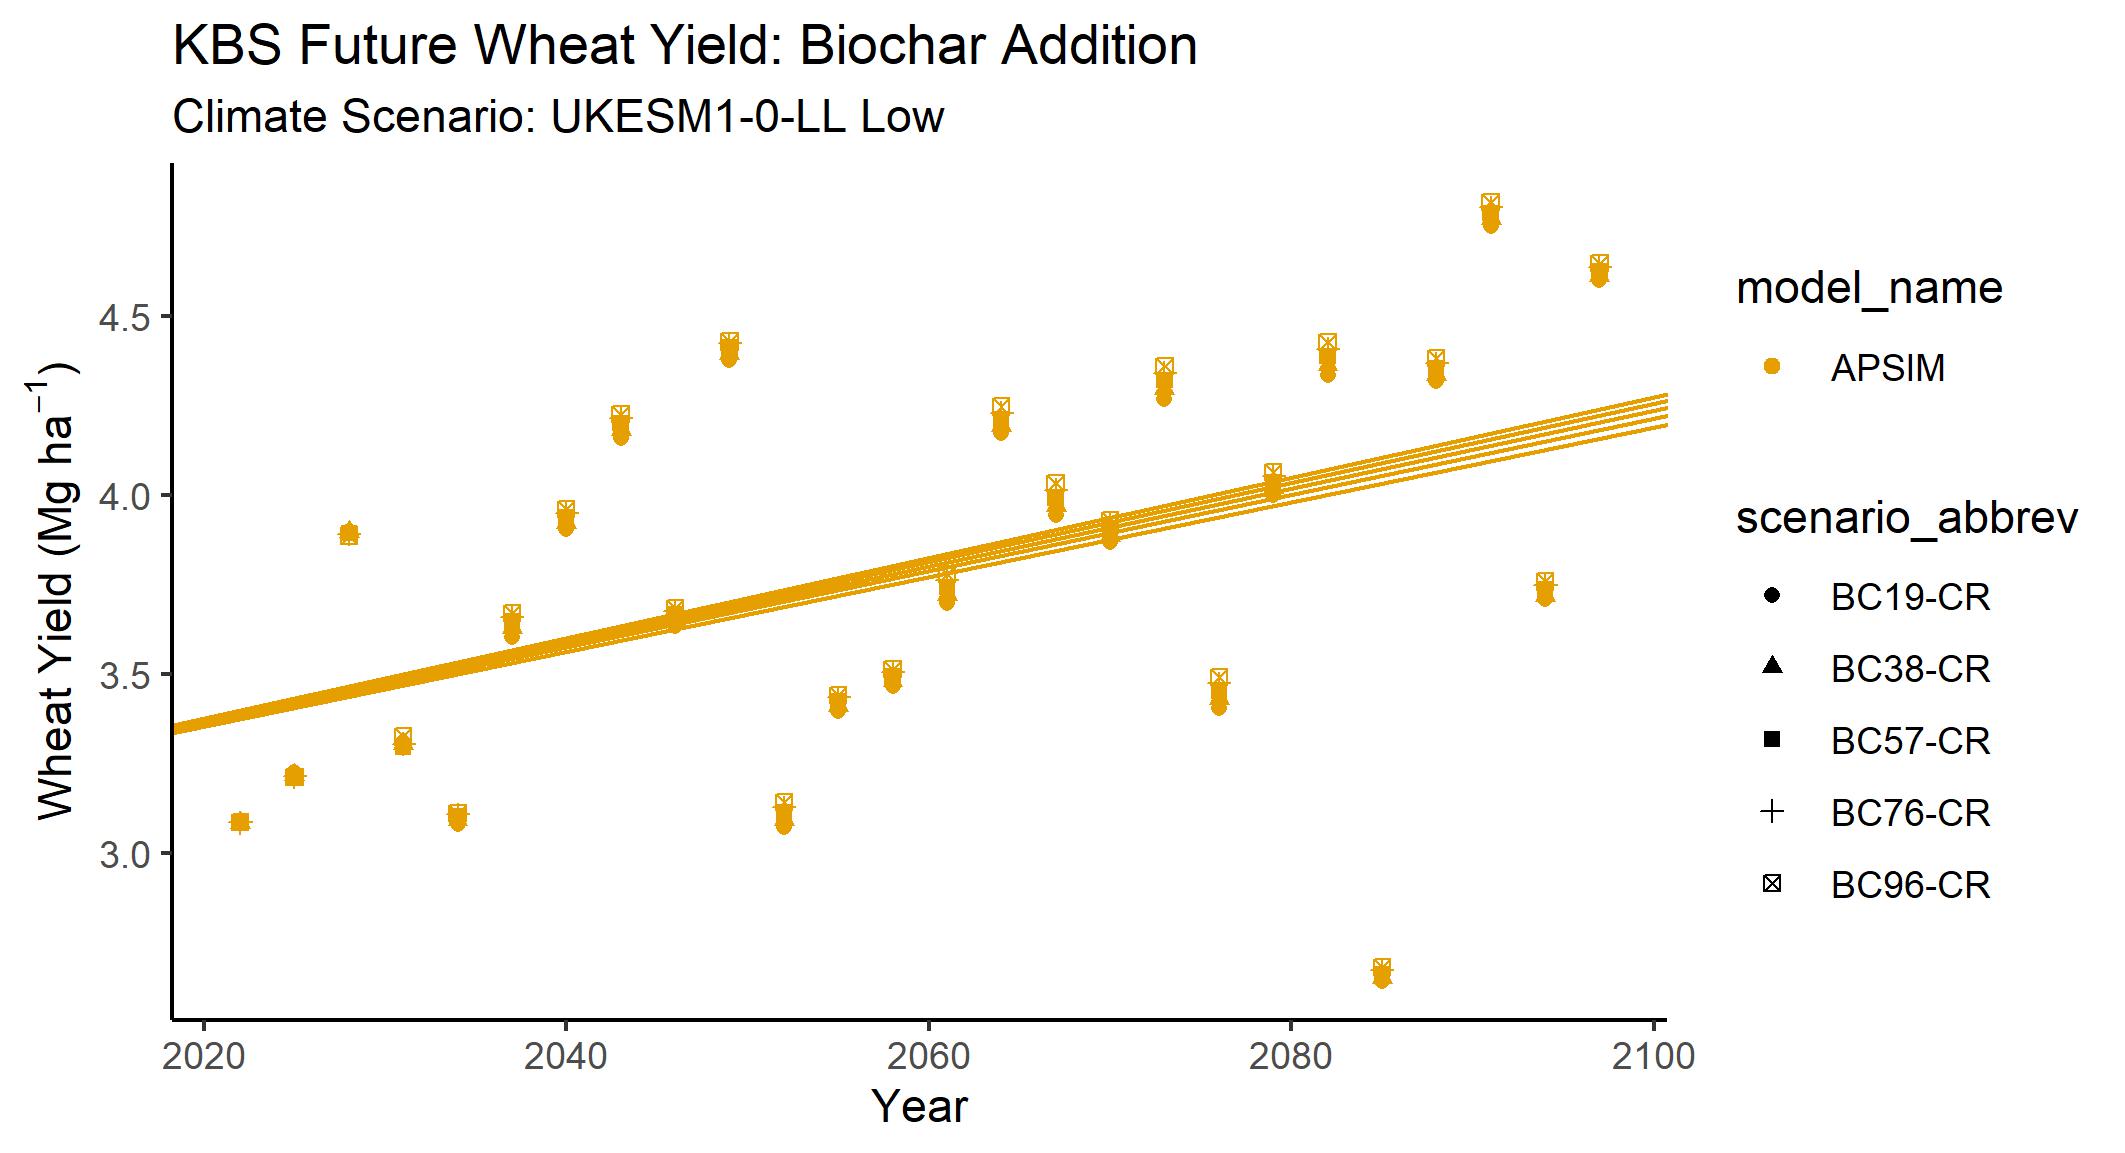 KBS Future Wheat Yield: Biochar Addition
Climate Scenario: UKESM1-0-LL Low
Wheat Yield (Mg ha⁻¹)
4.5
4.0
3.5
3.0
2020 2040 2060 2080 2100
Year
model_name
APSIM
scenario_abbrev
BC19-CR
BC38-CR
BC57-CR
BC76-CR
BC96-CR